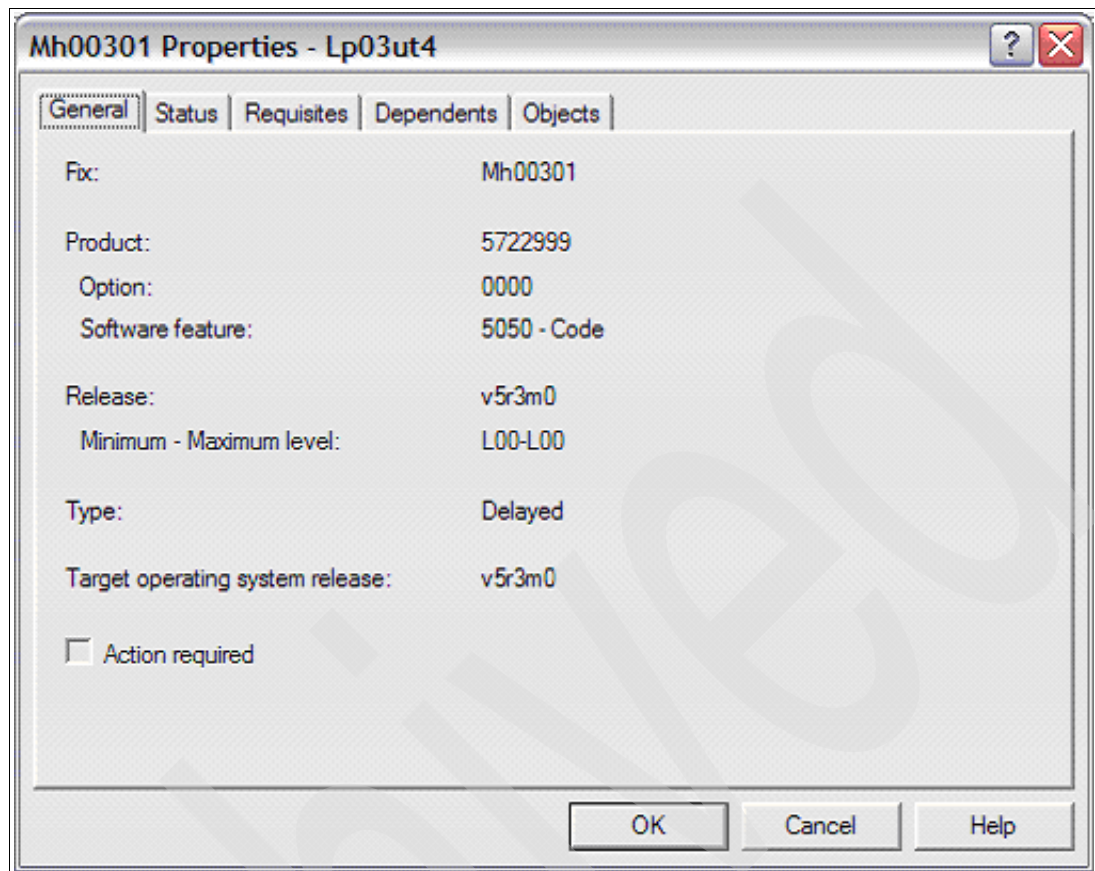 Mh00301 Properties - Lp03ut4 ? X
General Status Requisites Dependents Objects
Fix: Mh00301
Product: 5722999
Option: 0000
Software feature: 5050 - Code
Release: v5r3m0
Minimum - Maximum level: L00-L00
Type: Delayed
Target operating system release: v5r3m0
Action required
OK Cancel Help
hived